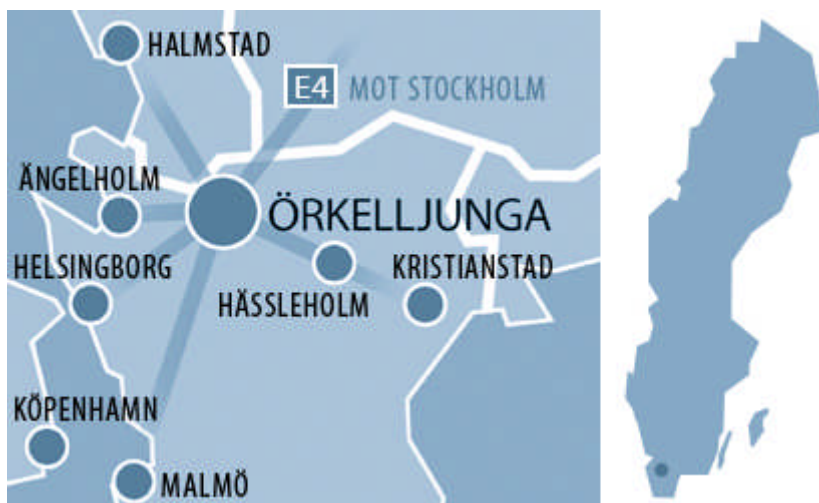 HALMSTAD
E4 MOT STOCKHOLM
ÄNGELHOLM
ÖRKELLJUNGA
HELSINGBORG
KRISTIANSTAD
HÄSSLEHOLM
KÖPENHAMN
MALMÖ